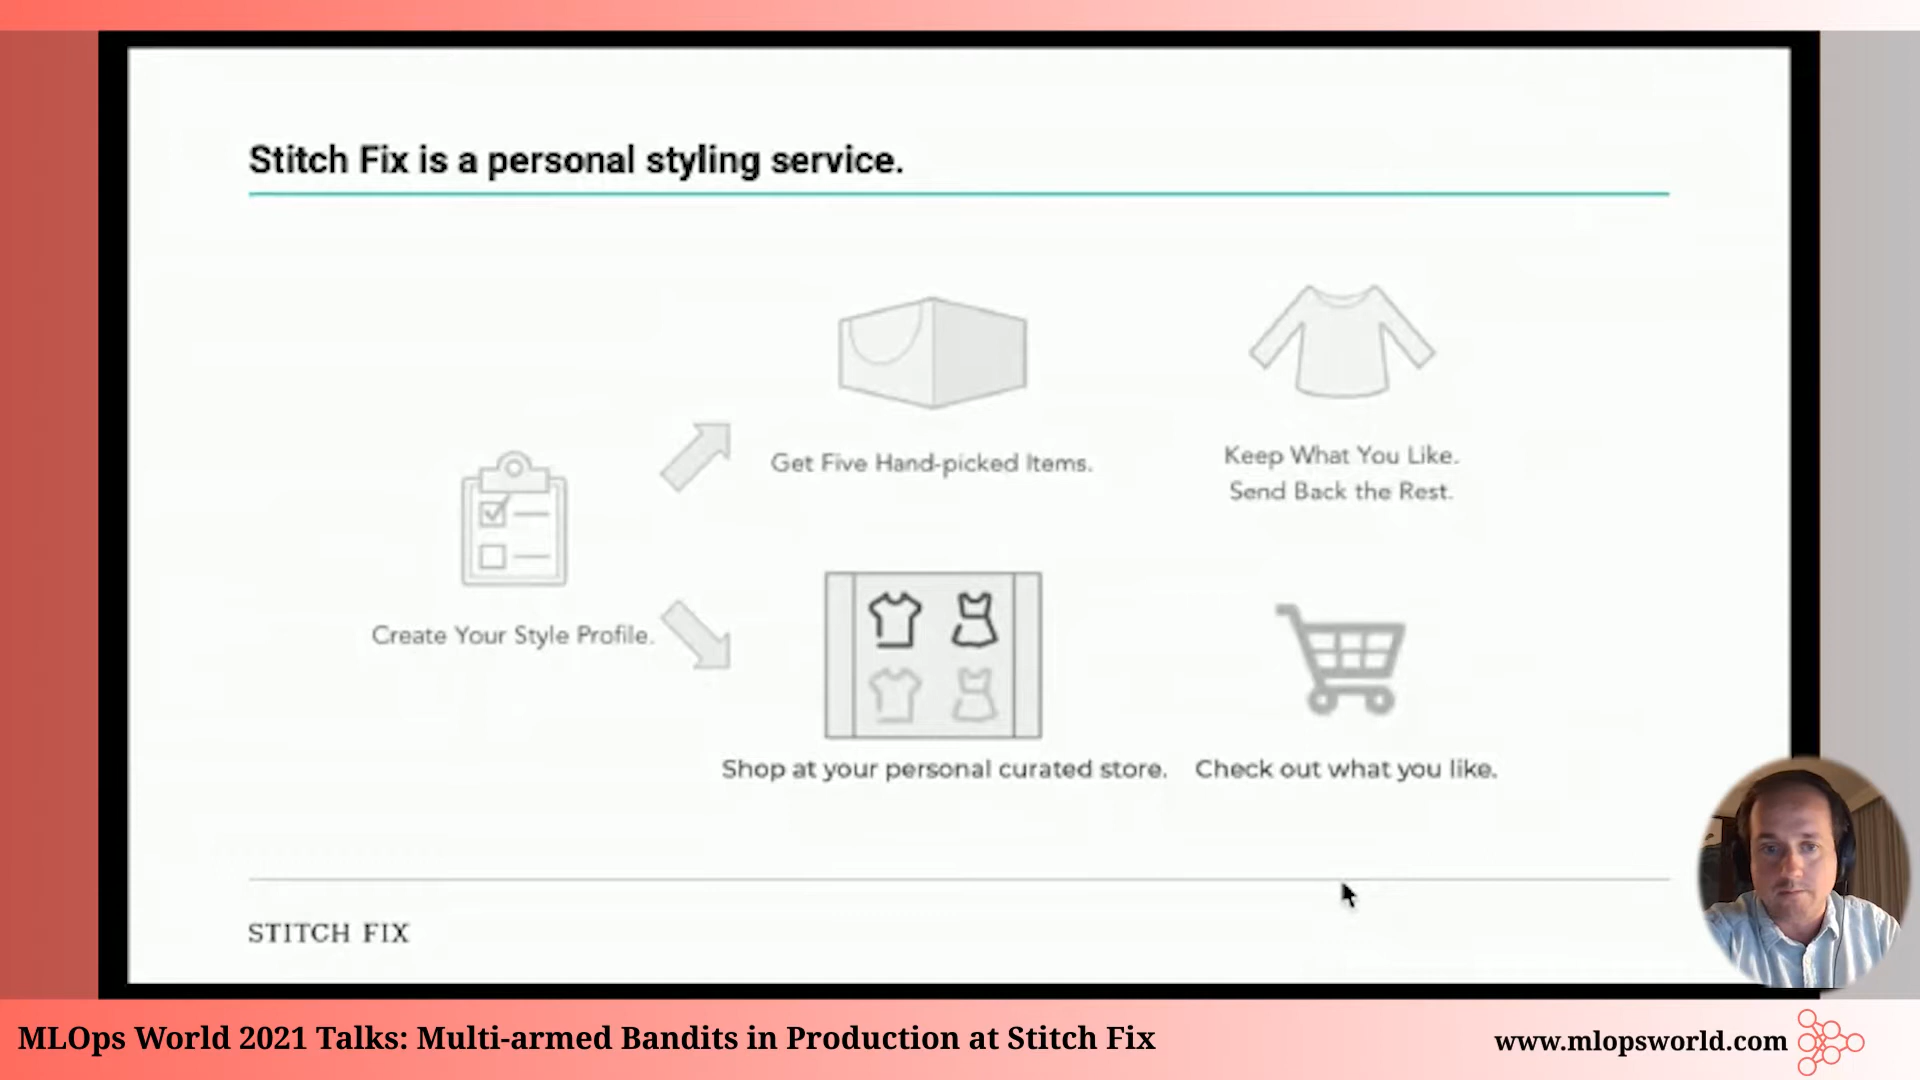 Stitch Fix is a personal styling service.
Get Five Hand-picked Items.
Keep What You Like.
Send Back the Rest.
Create Your Style Profile.
Shop at your personal curated store.
Check out what you like.
STITCH FIX
MLOps World 2021 Talks: Multi-armed Bandits in Production at Stitch Fix
www.mlopsworld.com